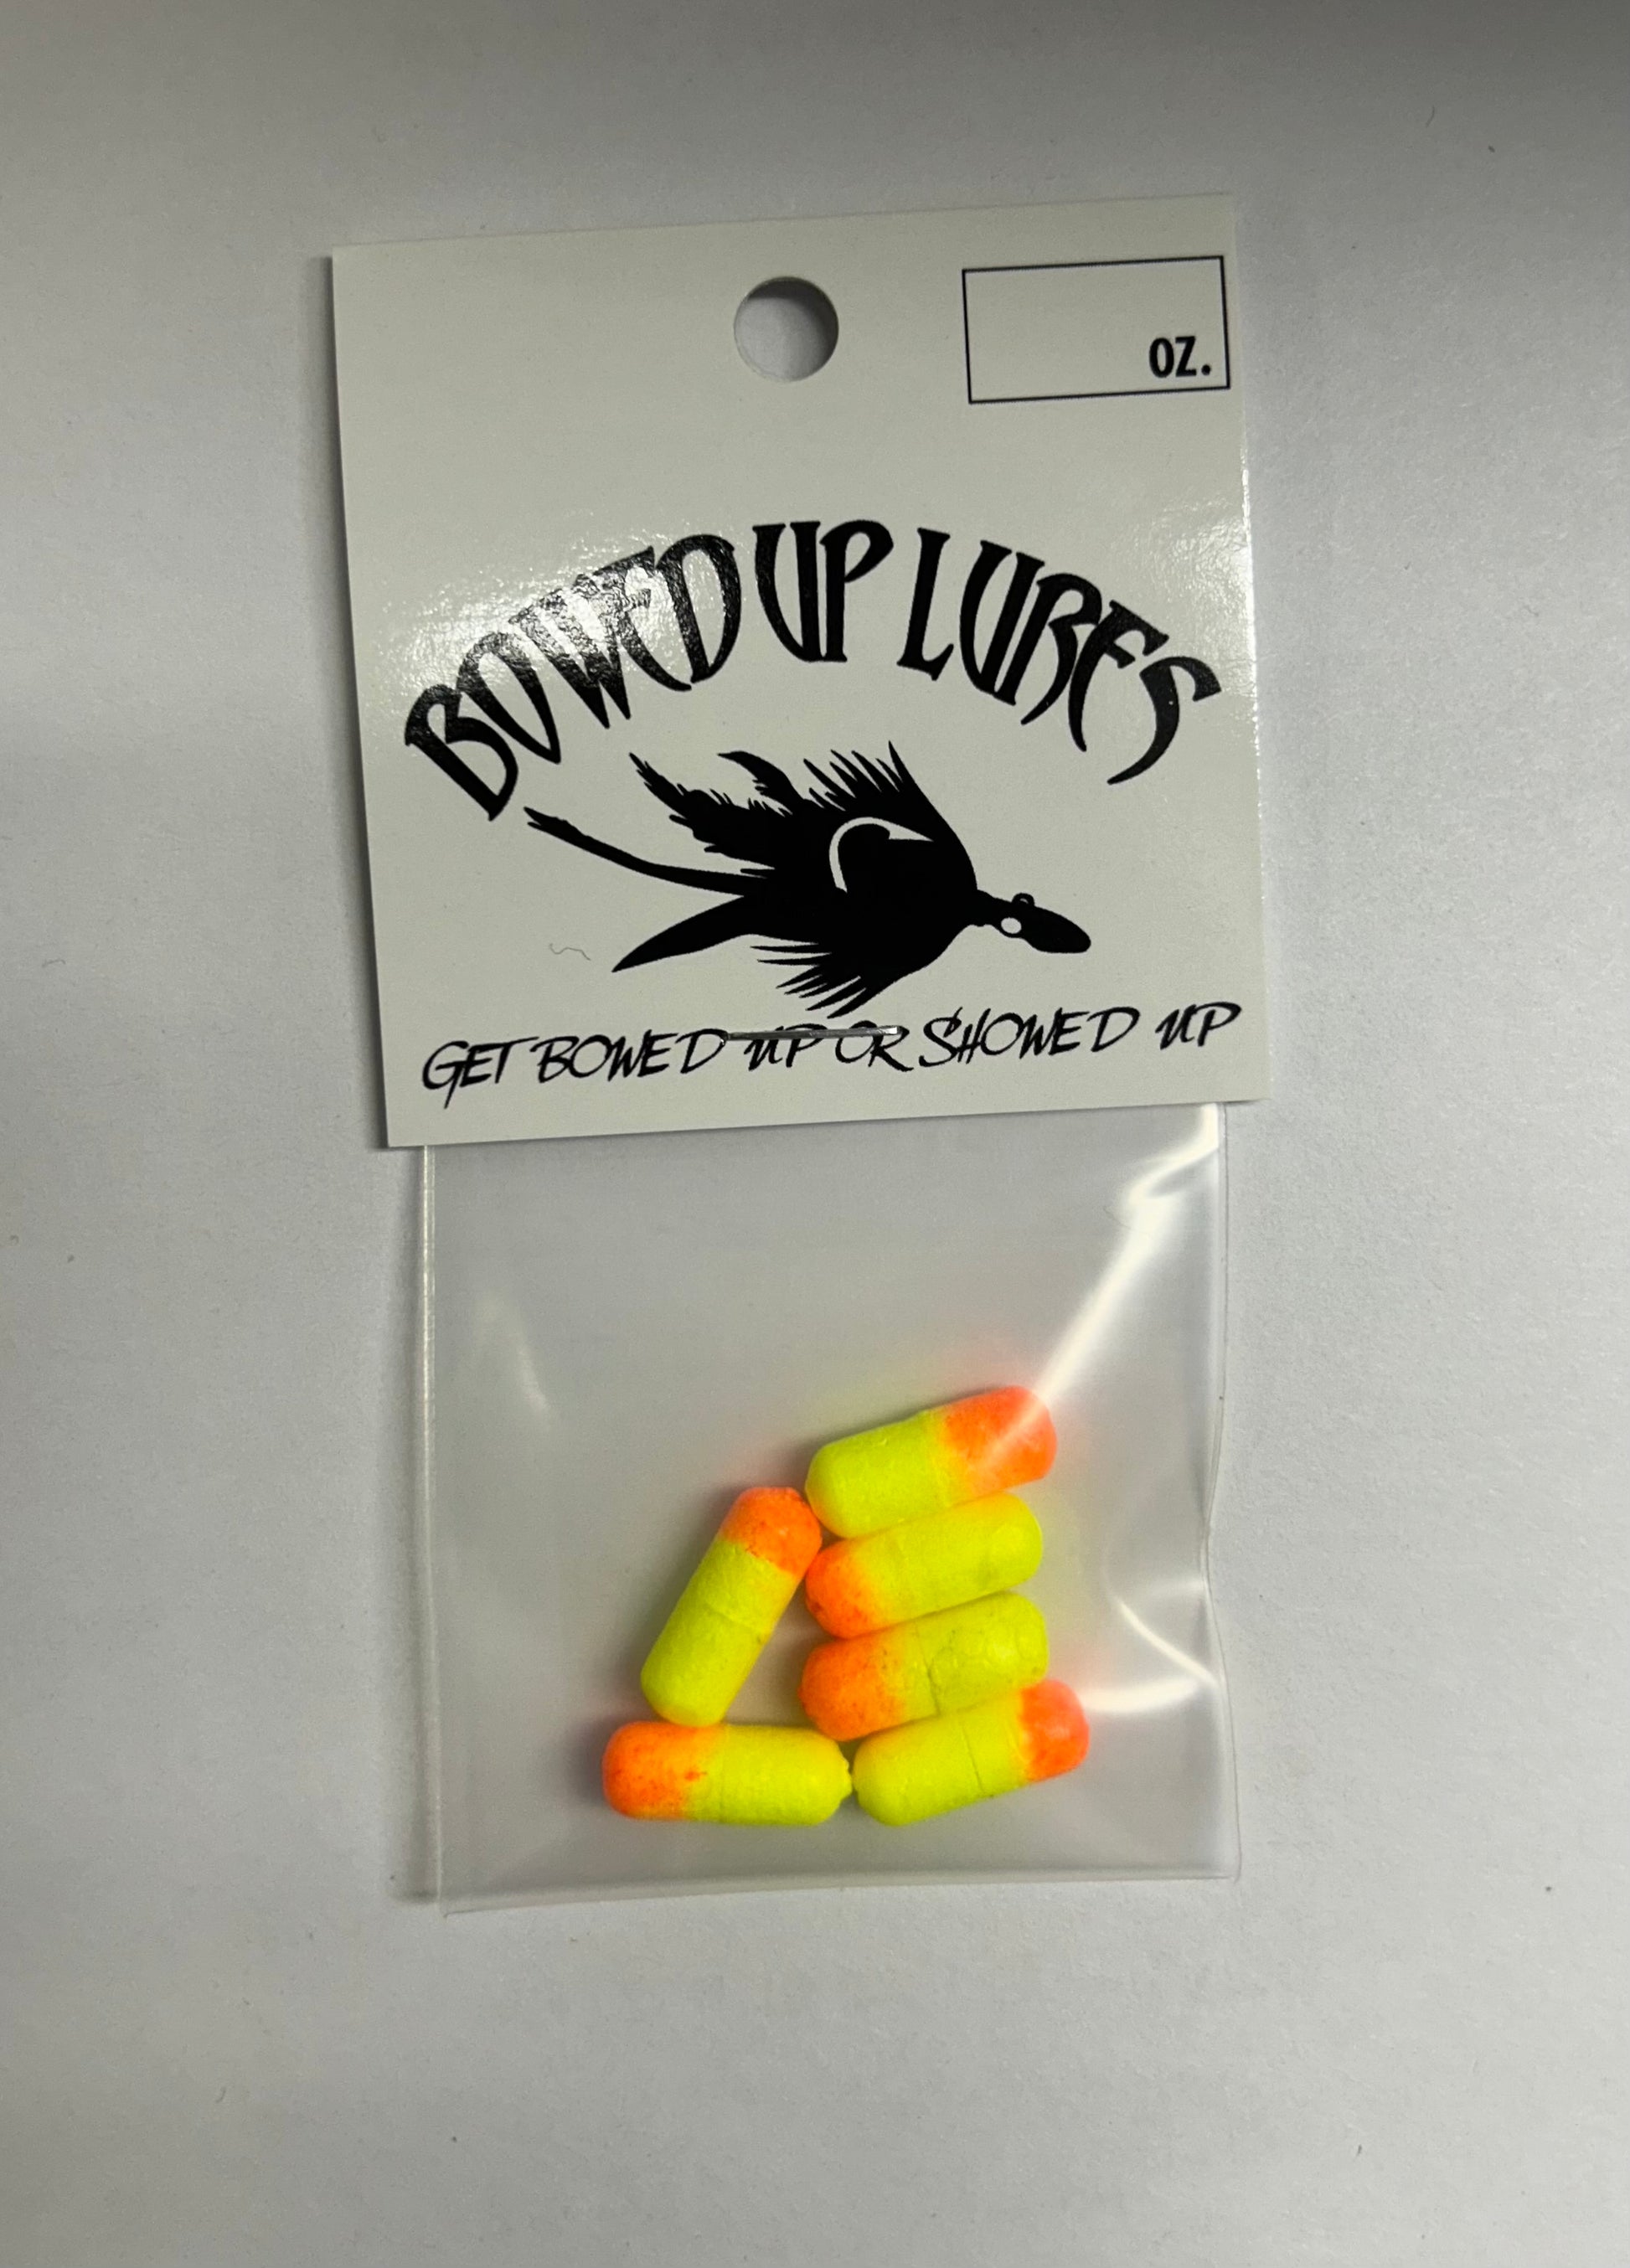 OZ.
BOWED UP LURES
GET BOWED UP OR SHOWED UP